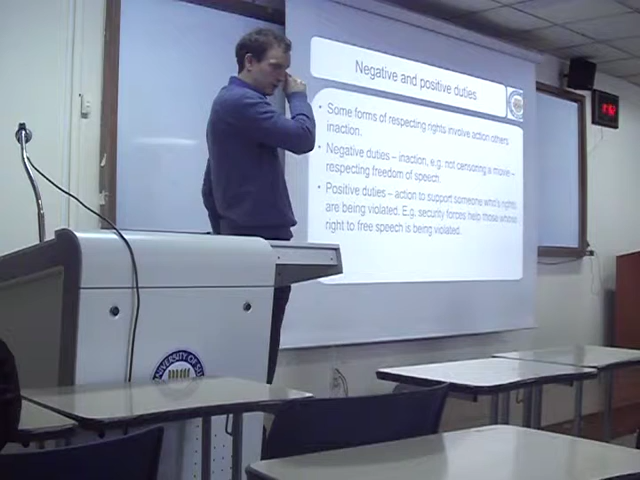 Negative and positive duties
• Some forms of respecting rights involve action others
inaction.
• Negative duties – inaction, e.g. not censoring a movie –
respecting freedom of speech.
• Positive duties – action to support someone who's rights
are being violated. E.g. security forces help those whose
right to free speech is being violated.
UNIVERSITY OF